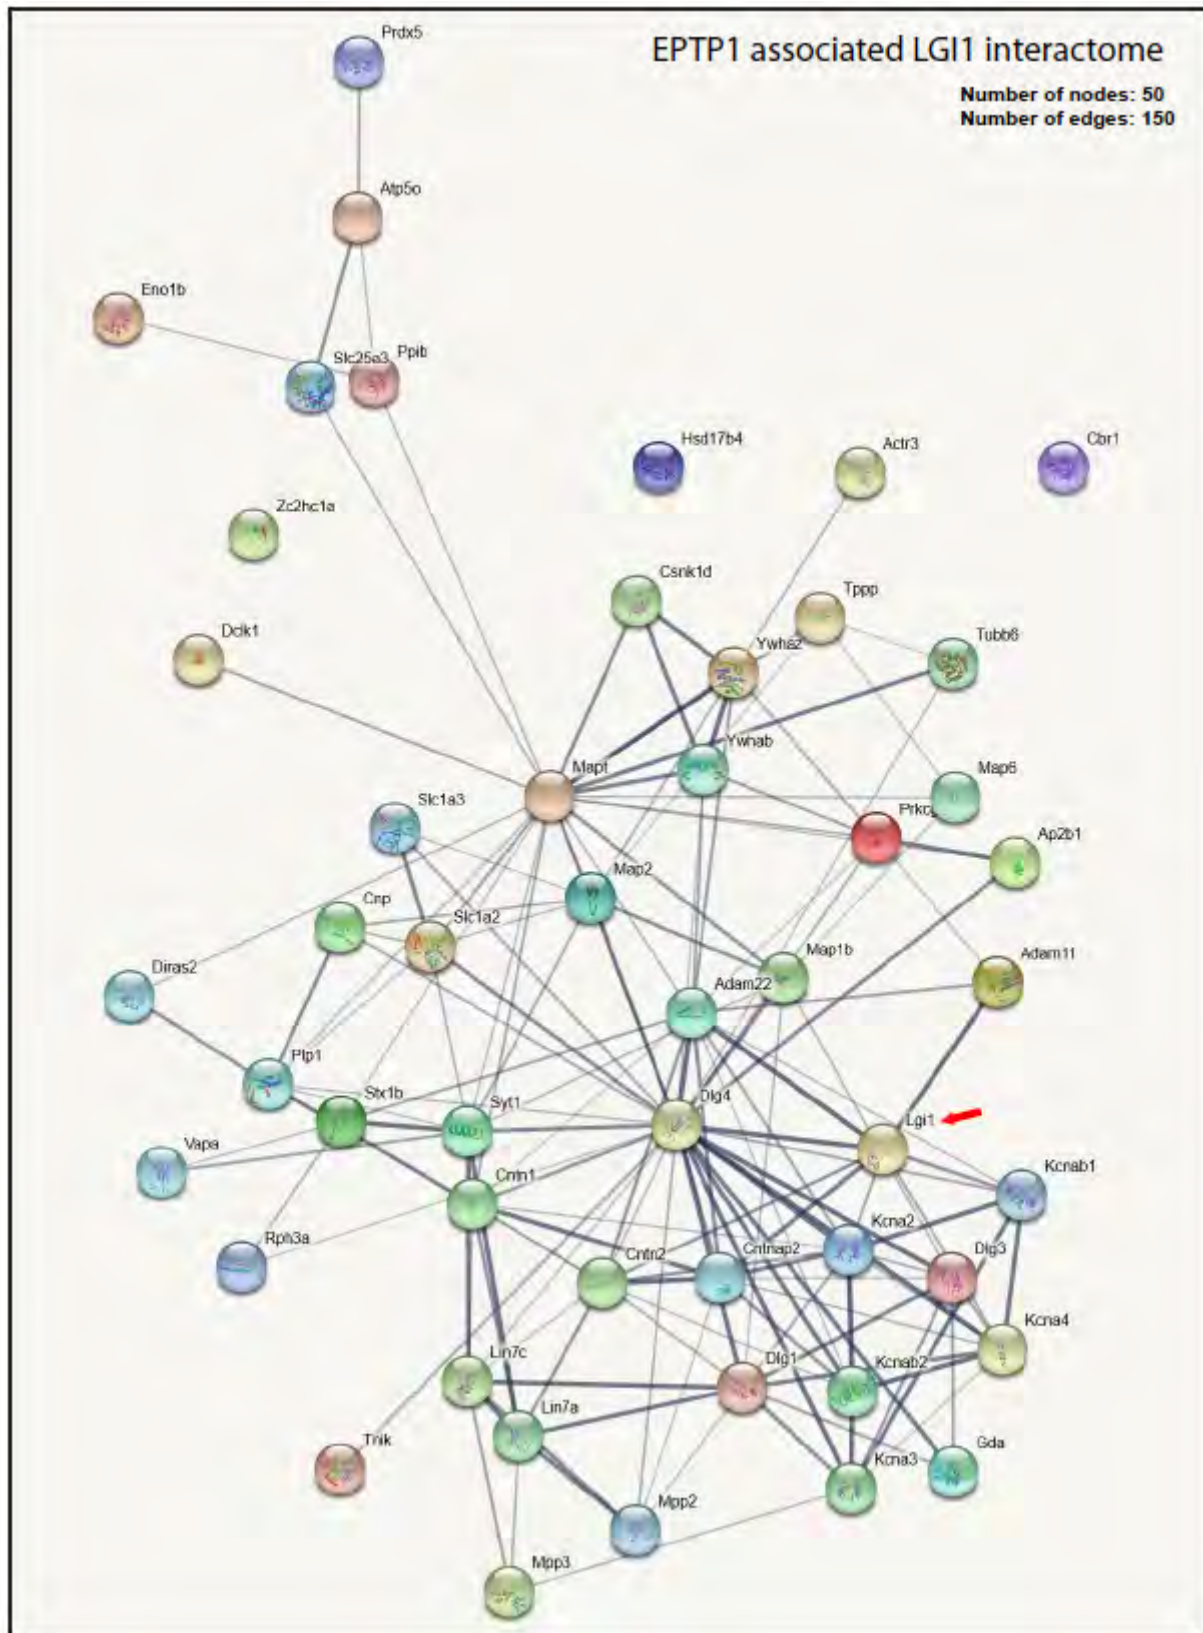 Prdx5
EPTP1 associated LGI1 interactome
Number of nodes: 50
Number of edges: 150
Atp5o
Eno1b
Slc25a3
Ppib
Hsd17b4
Actr3
Cbr1
Zc2hc1a
Csnk1d
Tppp
Dclk1
Ywhaz
Tubb6
Ywhab
Mapt
Map6
Slc1a3
Prkcg
Ap2b1
Map2
Cnp
Slc1a2
Map1b
Adam11
Diras2
Adam22
Plp1
Stx1b
Syt1
Dlg4
Lgi1
Vapa
Cntn1
Kcnab1
Rph3a
Cntn2
Cntnap2
Kcna2
Dlg3
Kcna4
Lin7c
Dlg1
Kcnab2
Lin7a
Tnik
Kcna3
Gda
Mpp2
Mpp3